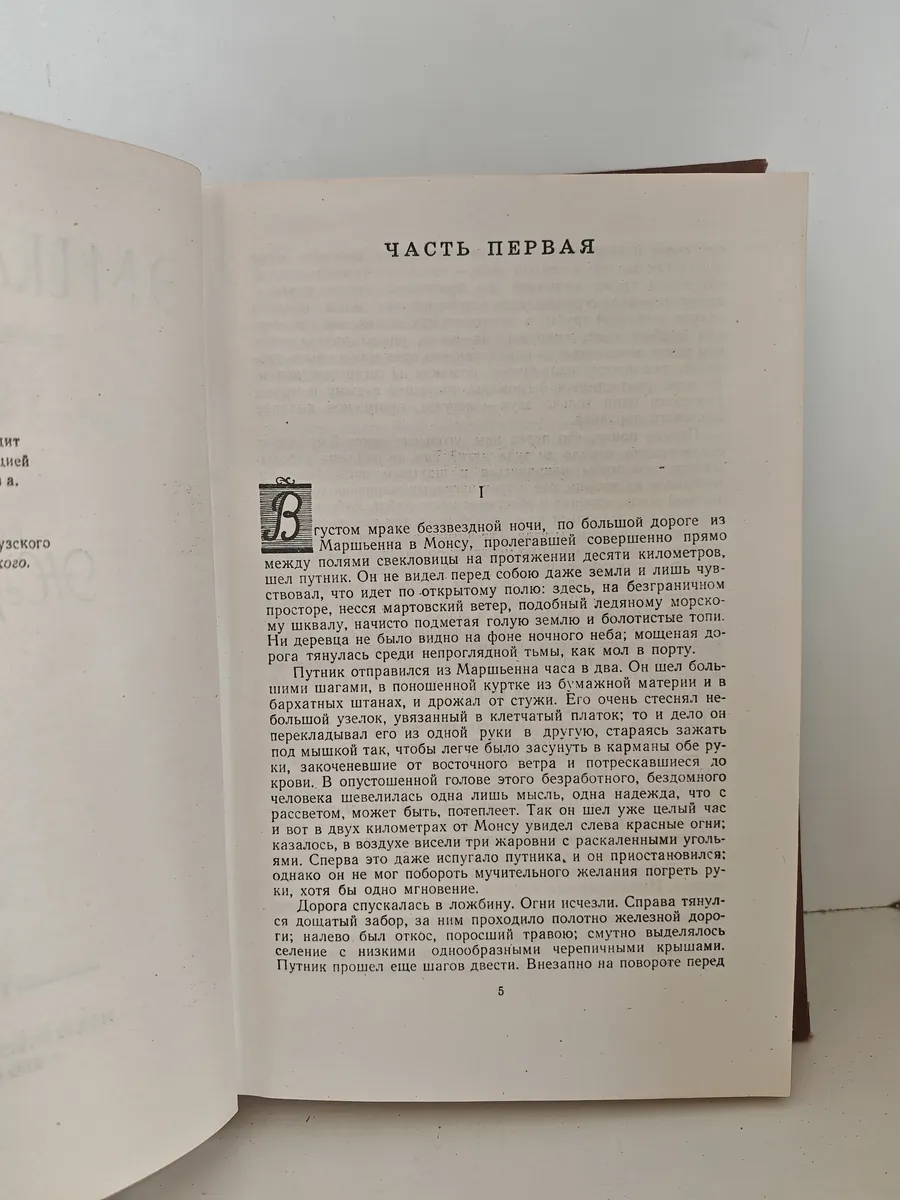 дит
цией
а.
узского
кого.
ЧАСТЬ ПЕРВАЯ
I
В густом мраке беззвездной ночи, по большой дороге из
Маршьенна в Монсу, пролегавшей совершенно прямо
между полями свекловицы на протяжении десяти километров,
шел путник. Он не видел перед собою даже земли и лишь чув-
ствовал, что идет по открытому полю: здесь, на безграничном
просторе, несся мартовский ветер, подобный ледяному морско-
му шквалу, начисто подметая голую землю и болотистые топи.
Ни деревца не было видно на фоне ночного неба; мощеная до-
рога тянулась среди непроглядной тьмы, как мол в порту.
Путник отправился из Маршьенна часа в два. Он шел боль-
шими шагами, в поношенной куртке из бумажной материи и в
бархатных штанах, и дрожал от стужи. Его очень стеснял не-
большой узелок, увязанный в клетчатый платок; то и дело он
перекладывал его из одной руки в другую, стараясь зажать
под мышкой так, чтобы легче было засунуть в карманы обе ру-
ки, закоченевшие от восточного ветра и потрескавшиеся до
крови. В опустошенной голове этого безработного, бездомного
человека шевелилась одна лишь мысль, одна надежда, что с
рассветом, может быть, потеплеет. Так он шел уже целый час
и вот в двух километрах от Монсу увидел слева красные огни;
казалось, в воздухе висели три жаровни с раскаленными уголь-
ями. Сперва это даже испугало путника, и он приостановился;
однако он не мог побороть мучительного желания погреть ру-
ки, хотя бы одно мгновение.
Дорога спускалась в ложбину. Огни исчезли. Справа тянул-
ся дощатый забор, за ним проходило полотно железной доро-
ги; налево был откос, поросший травою; смутно выделялось
селение с низкими однообразными черепичными крышами.
Путник прошел еще шагов двести. Внезапно на повороте перед
5